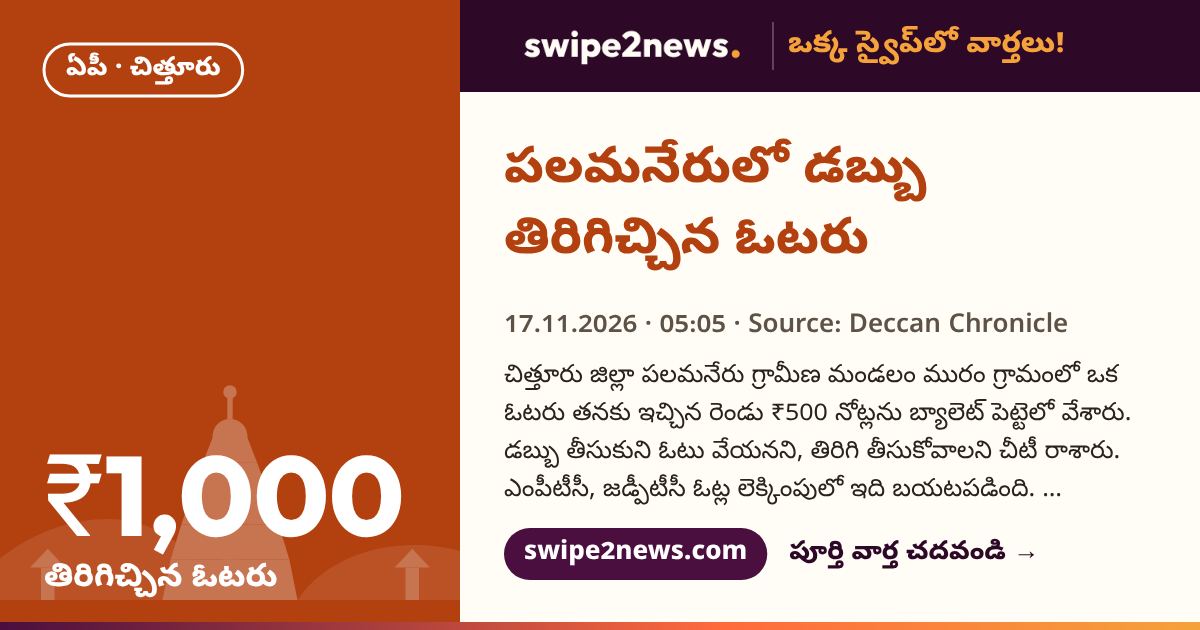 ఏపీ · చిత్తూరు
swipe2news.
ఒక్క స్వైప్‌లో వార్తలు!
పలమనేరులో డబ్బు
తిరిగిచ్చిన ఓటరు
17.11.2026 · 05:05 · Source: Deccan Chronicle
చిత్తూరు జిల్లా పలమనేరు గ్రామీణ మండలం మురం గ్రామంలో ఒక
ఓటరు తనకు ఇచ్చిన రెండు ₹500 నోట్లను బ్యాలెట్ పెట్టెలో వేశారు.
డబ్బు తీసుకుని ఓటు వేయనని, తిరిగి తీసుకోవాలని చీటీ రాశారు.
ఎంపీటీసీ, జడ్పీటీసీ ఓట్ల లెక్కింపులో ఇది బయటపడింది. ...
₹1,000
తిరిగిచ్చిన ఓటరు
swipe2news.com
పూర్తి వార్త చదవండి →